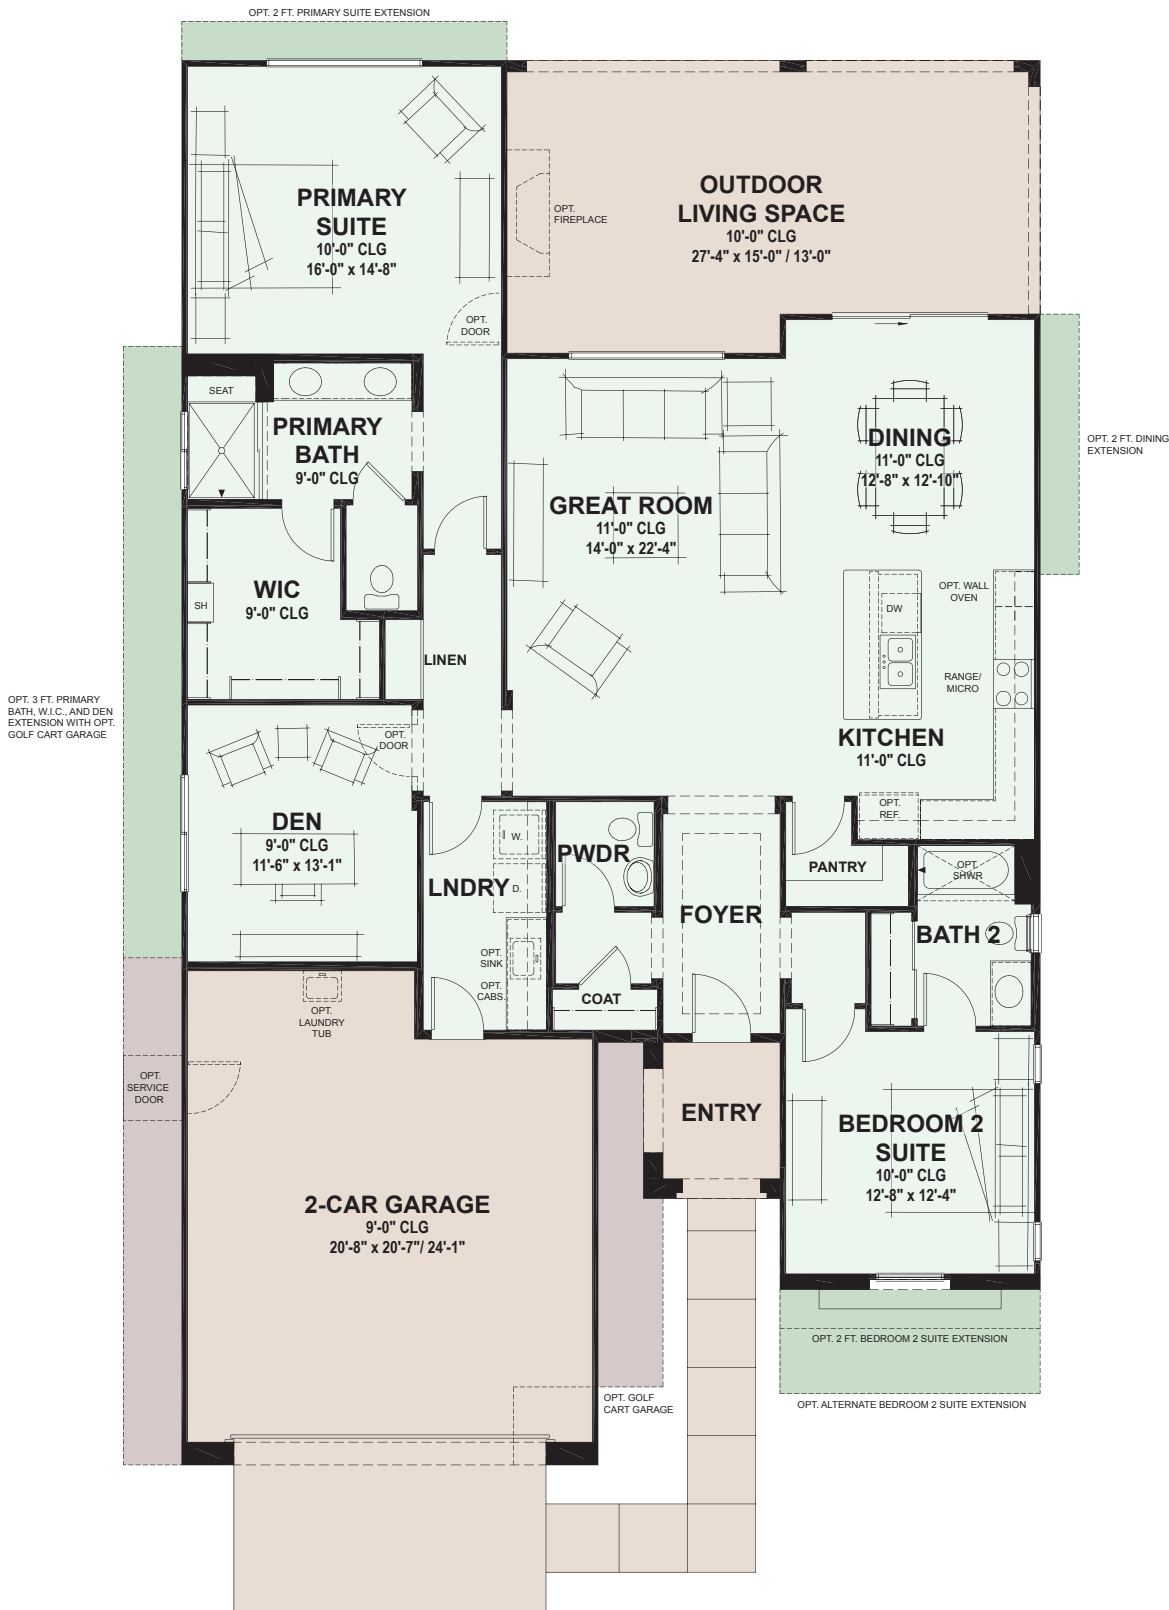 OPT. 2 FT. PRIMARY SUITE EXTENSION
PRIMARY
SUITE
10'-0" CLG
16'-0" x 14'-8"
OPT.
DOOR
OUTDOOR
LIVING SPACE
10'-0" CLG
27'-4" x 15'-0" / 13'-0"
OPT.
FIREPLACE
SEAT
PRIMARY
BATH
9'-0" CLG
DINING
11'-0" CLG
12'-8" x 12'-10"
OPT. 2 FT. DINING
EXTENSION
GREAT ROOM
11'-0" CLG
14'-0" x 22'-4"
WIC
9'-0" CLG
SH
LINEN
OPT. WALL
OVEN
DW
RANGE/
MICRO
KITCHEN
11'-0" CLG
OPT. 3 FT. PRIMARY
BATH, W.I.C., AND DEN
EXTENSION WITH OPT.
GOLF CART GARAGE
OPT.
DOOR
DEN
9'-0" CLG
11'-6" x 13'-1"
W.
D.
LNDRY
OPT.
SINK
OPT.
CABS.
PWDR
COAT
FOYER
OPT.
REF.
PANTRY
OPT.
SHWR
BATH 2
OPT.
LAUNDRY
TUB
OPT.
SERVICE
DOOR
ENTRY
BEDROOM 2
SUITE
10'-0" CLG
12'-8" x 12'-4"
2-CAR GARAGE
9'-0" CLG
20'-8" x 20'-7"/ 24'-1"
OPT. 2 FT. BEDROOM 2 SUITE EXTENSION
OPT. GOLF
CART GARAGE
OPT. ALTERNATE BEDROOM 2 SUITE EXTENSION